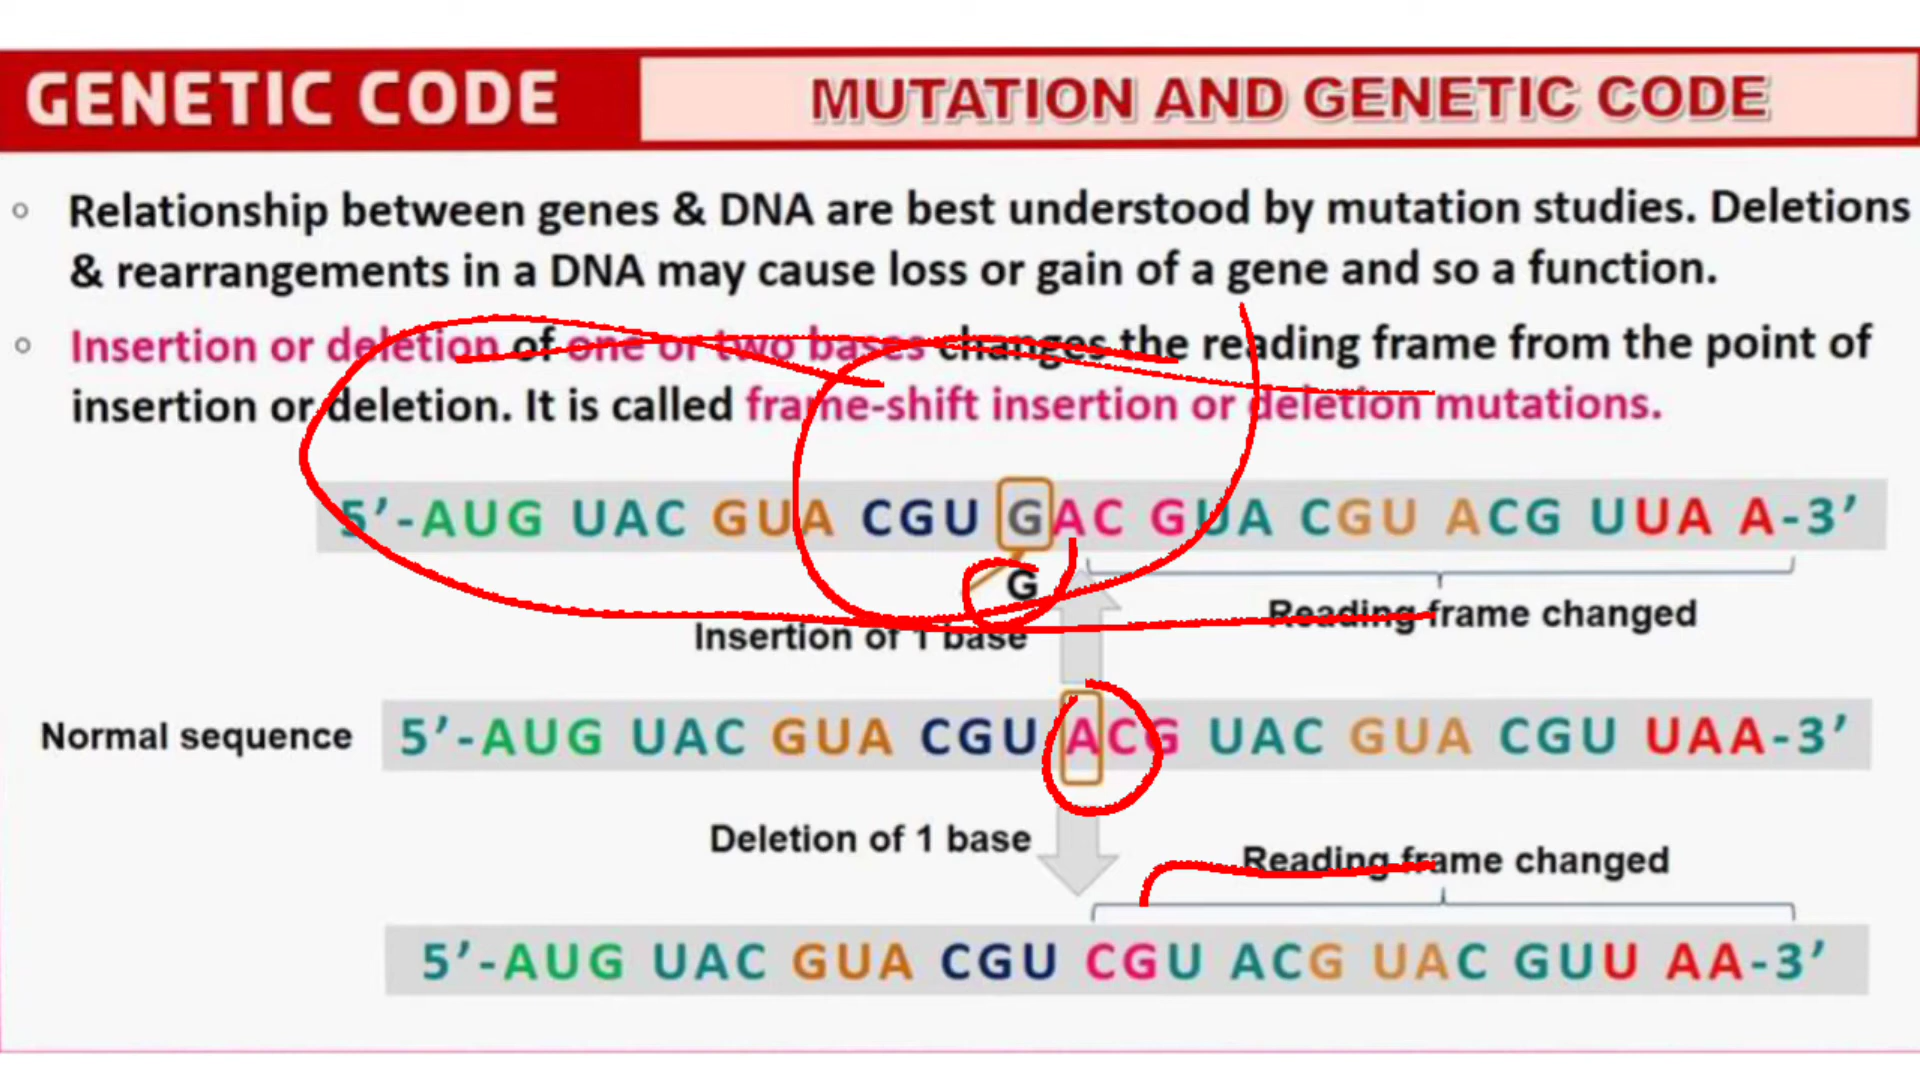 GENETIC CODE
MUTATION AND GENETIC CODE
Relationship between genes & DNA are best understood by mutation studies. Deletions
& rearrangements in a DNA may cause loss or gain of a gene and so a function.
Insertion or deletion of one or two bases changes the reading frame from the point of
insertion or deletion. It is called frame-shift insertion or deletion mutations.
5’-AUG UAC GUA CGU GAC GUA CGU ACG UUA A-3’
G
Insertion of 1 base
Reading frame changed
Normal sequence
5’-AUG UAC GUA CGU ACG UAC GUA CGU UAA-3’
Deletion of 1 base
Reading frame changed
5’-AUG UAC GUA CGU CGU ACG UAC GUU AA-3’